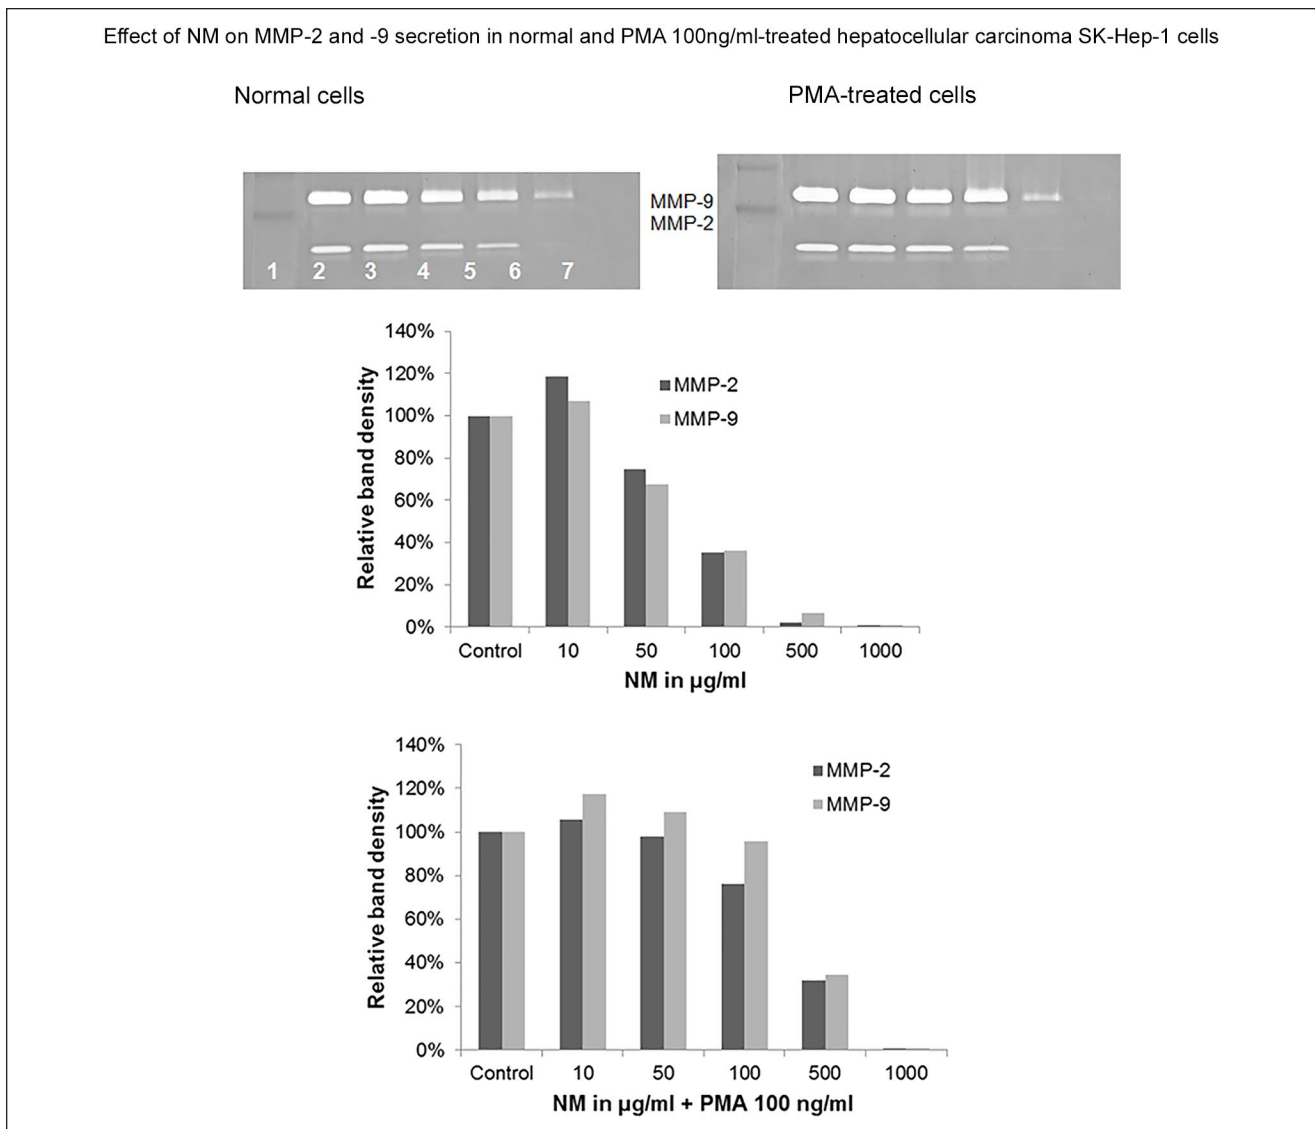 Effect of NM on MMP-2 and -9 secretion in normal and PMA 100ng/ml-treated hepatocellular carcinoma SK-Hep-1 cells
Normal cells
PMA-treated cells
MMP-9
MMP-2
1 2 3 4 5 6 7
140%
120%
100%
80%
60%
40%
20%
0%
Relative band density
MMP-2
MMP-9
Control 10 50 100 500 1000
NM in µg/ml
140%
120%
100%
80%
60%
40%
20%
0%
Relative band density
MMP-2
MMP-9
Control 10 50 100 500 1000
NM in µg/ml + PMA 100 ng/ml